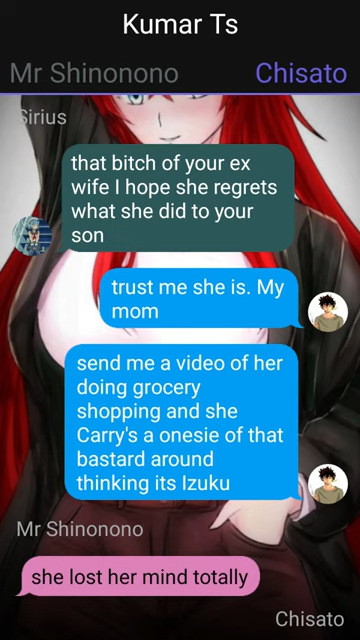 Kumar Ts
Mr Shinonono
Chisato
Sirius
that bitch of your ex
wife I hope she regrets
what she did to your
son
trust me she is. My
mom
send me a video of her
doing grocery
shopping and she
Carry's a onesie of that
bastard around
thinking its Izuku
Mr Shinonono
she lost her mind totally
Chisato